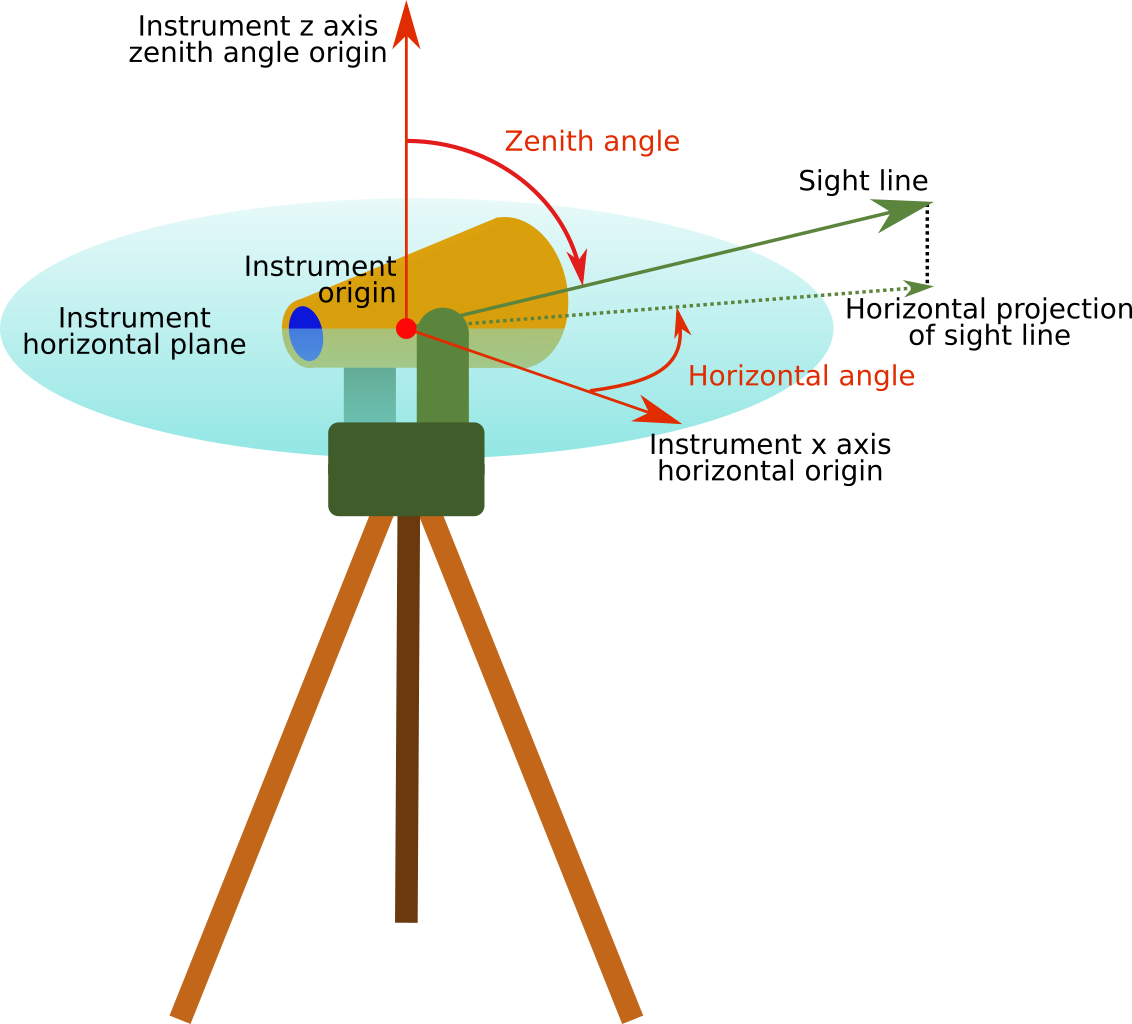 Instrument z axis
zenith angle origin
Zenith angle
Sight line
Instrument
origin
Instrument
horizontal plane
Horizontal projection
of sight line
Horizontal angle
Instrument x axis
horizontal origin